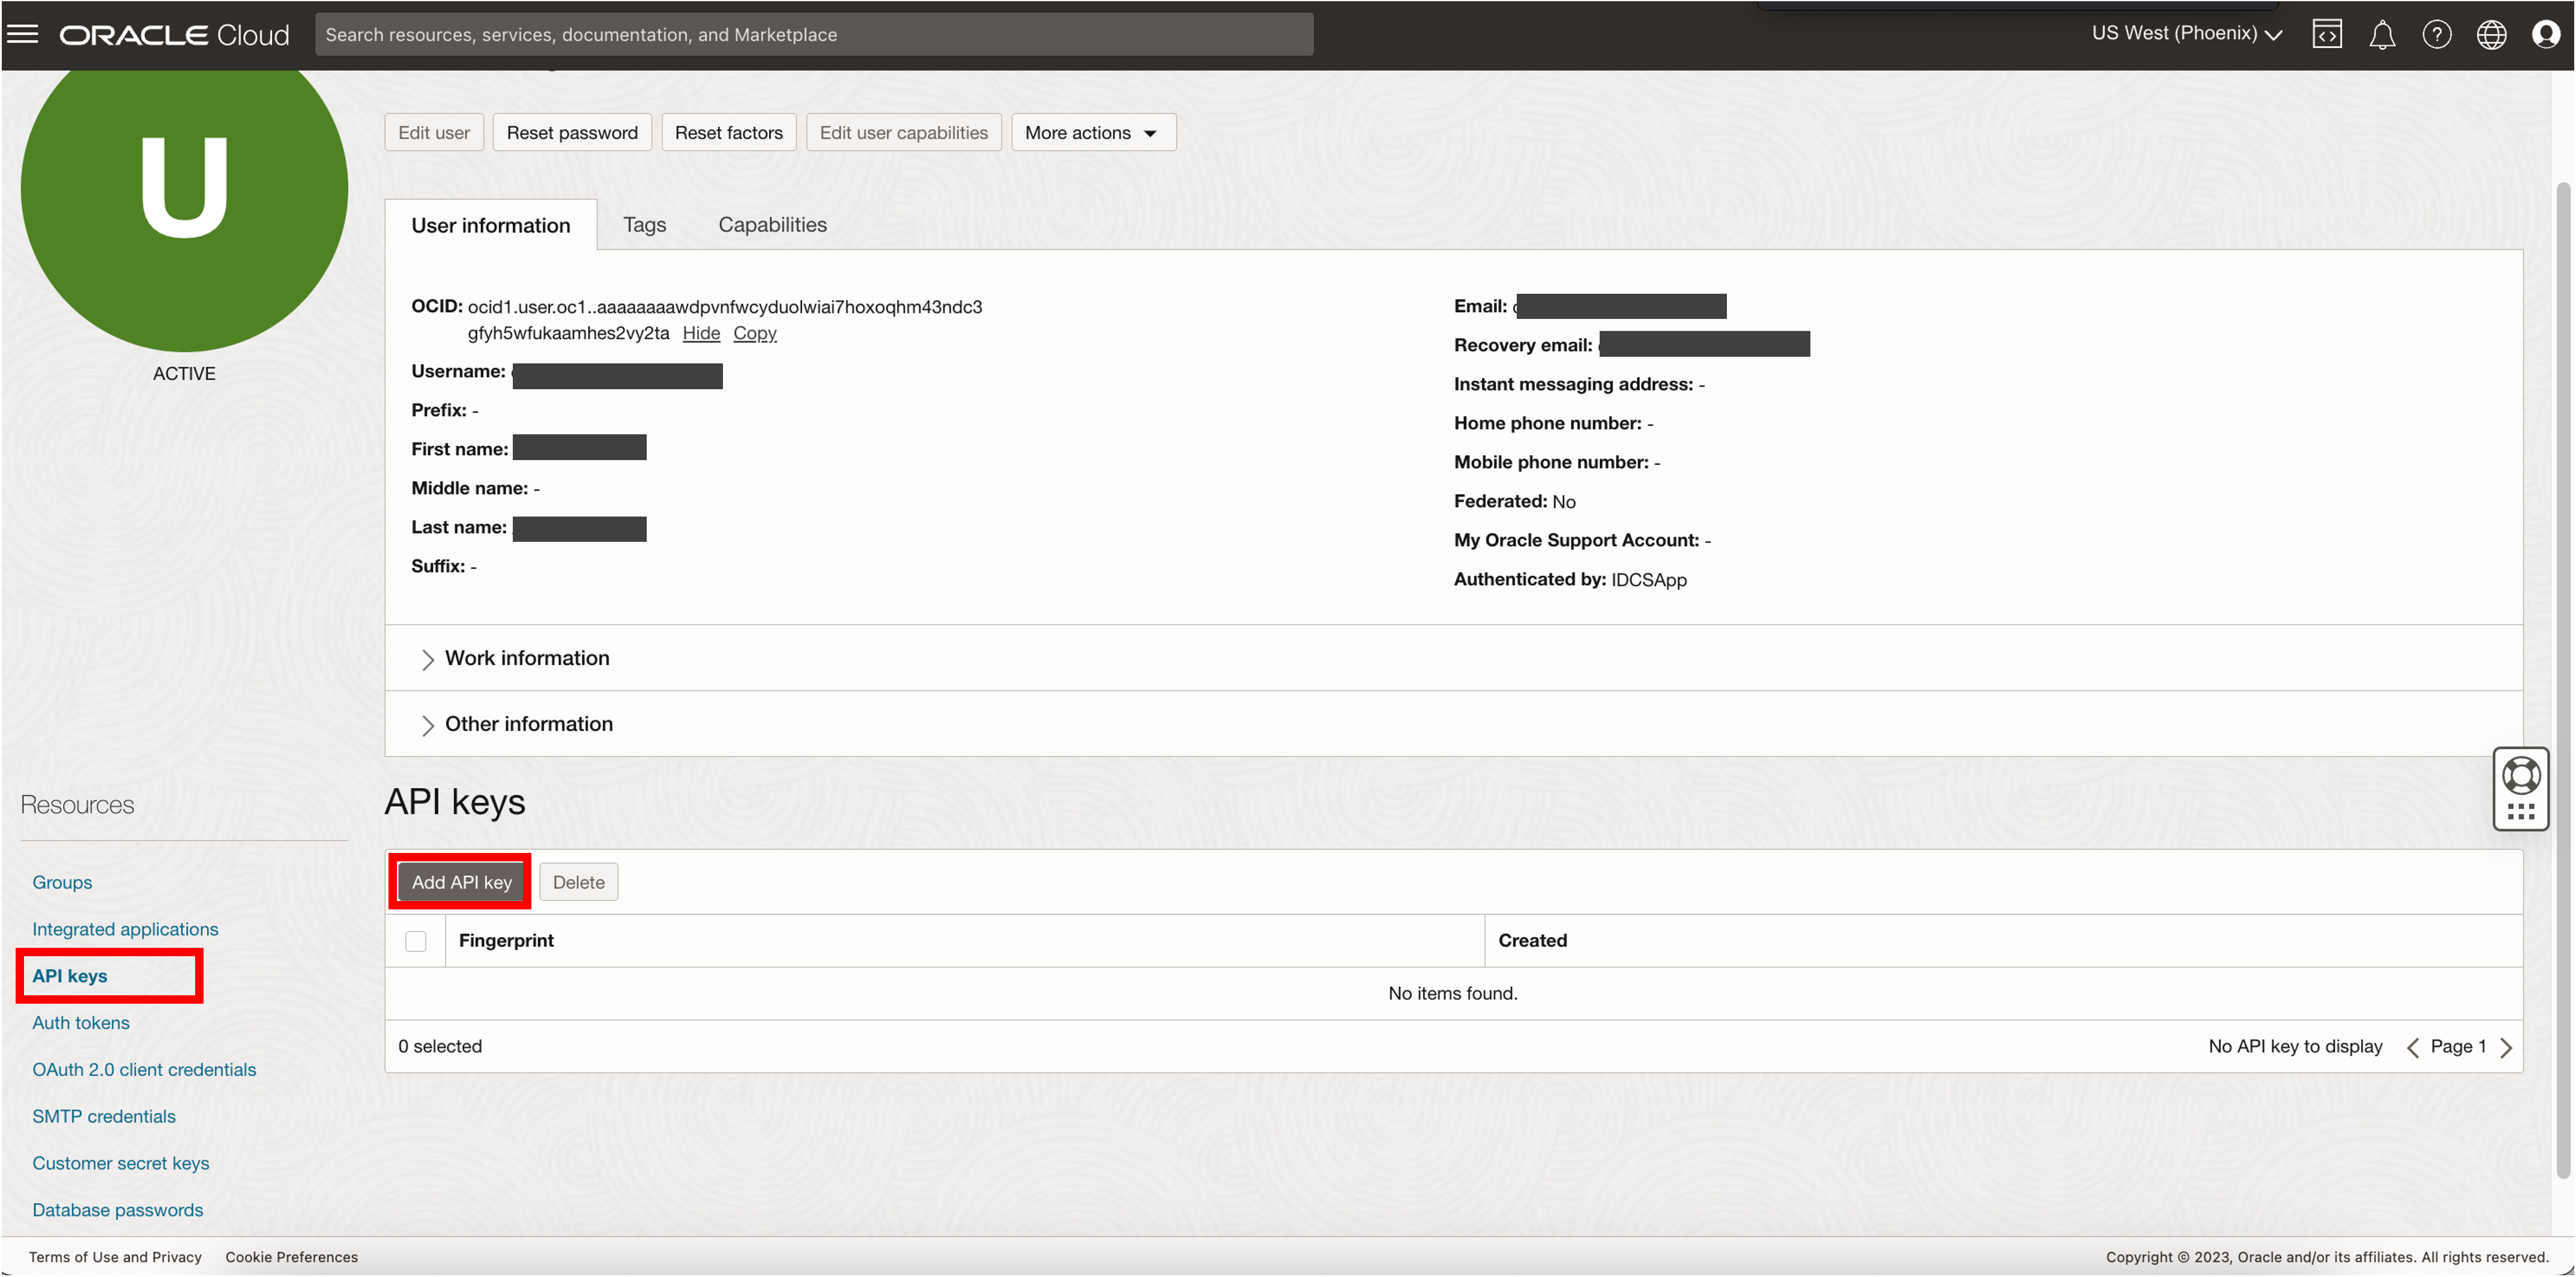 ORACLE Cloud
Search resources, services, documentation, and Marketplace
US West (Phoenix)
U
ACTIVE
Edit user
Reset password
Reset factors
Edit user capabilities
More actions
User information
Tags
Capabilities
OCID: ocid1.user.oc1..aaaaaaaawdpvnfwcyduolwiai7hoxoqhm43ndc3
gfyh5wfukaamhes2vy2ta Hide Copy
Username:
Prefix: -
First name:
Middle name: -
Last name:
Suffix: -
Email:
Recovery email:
Instant messaging address: -
Home phone number: -
Mobile phone number: -
Federated: No
My Oracle Support Account: -
Authenticated by: IDCSApp
Work information
Other information
Resources
Groups
Integrated applications
API keys
Auth tokens
OAuth 2.0 client credentials
SMTP credentials
Customer secret keys
Database passwords
API keys
Add API key
Delete
Fingerprint
Created
No items found.
0 selected
No API key to display
Page 1
Terms of Use and Privacy
Cookie Preferences
Copyright © 2023, Oracle and/or its affiliates. All rights reserved.